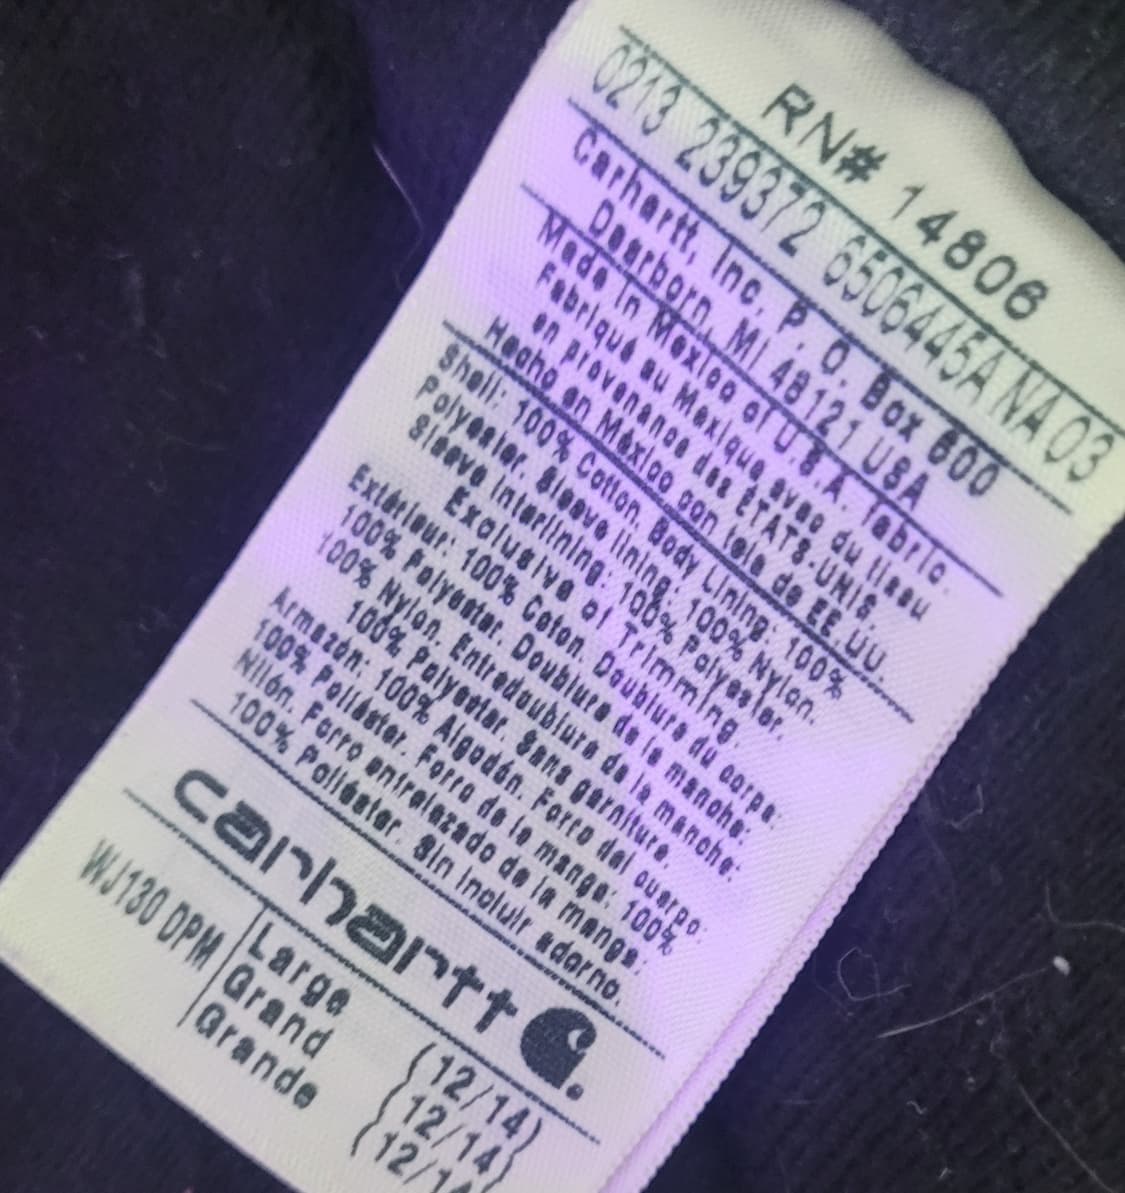 RN# 14806
0213 239372 6506445A NA 03
Carhartt, Inc. P. O. Box 600
Dearborn, MI 48121 USA
Made in Mexico of U.S.A. fabric.
Fabriqué au Mexique avec du tissu
en provenance des ÉTATS-UNIS.
Hecho en México con tela de EE.UU.
Shell: 100% Cotton. Body Lining: 100%
Polyester. Sleeve lining: 100% Nylon.
Sleeve Interlining: 100% Polyester.
Exclusive of Trimming.
Extérieur: 100% Coton. Doublure du corps:
100% Polyester. Doublure de la manche:
100% Nylon. Entredoublure de la manche:
100% Polyester. Sans garniture.
Armazón: 100% Algodón. Forro del cuerpo:
100% Poliéster. Forro de la manga: 100%
Nilón. Forro entrelazado de la manga:
100% Poliéster. Sin incluir adorno.
carhartt
WJ130 DPM
Large (12/14)
Grand (12/14)
Grande (12/14